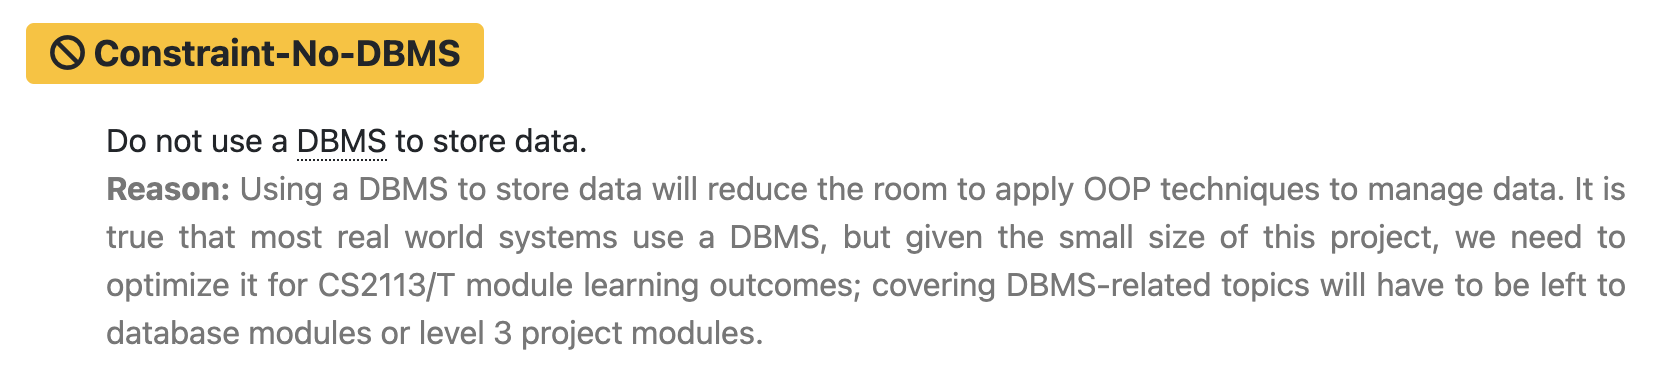 Constraint-No-DBMS
Do not use a DBMS to store data.
Reason: Using a DBMS to store data will reduce the room to apply OOP techniques to manage data. It is
true that most real world systems use a DBMS, but given the small size of this project, we need to
optimize it for CS2113/T module learning outcomes; covering DBMS-related topics will have to be left to
database modules or level 3 project modules.